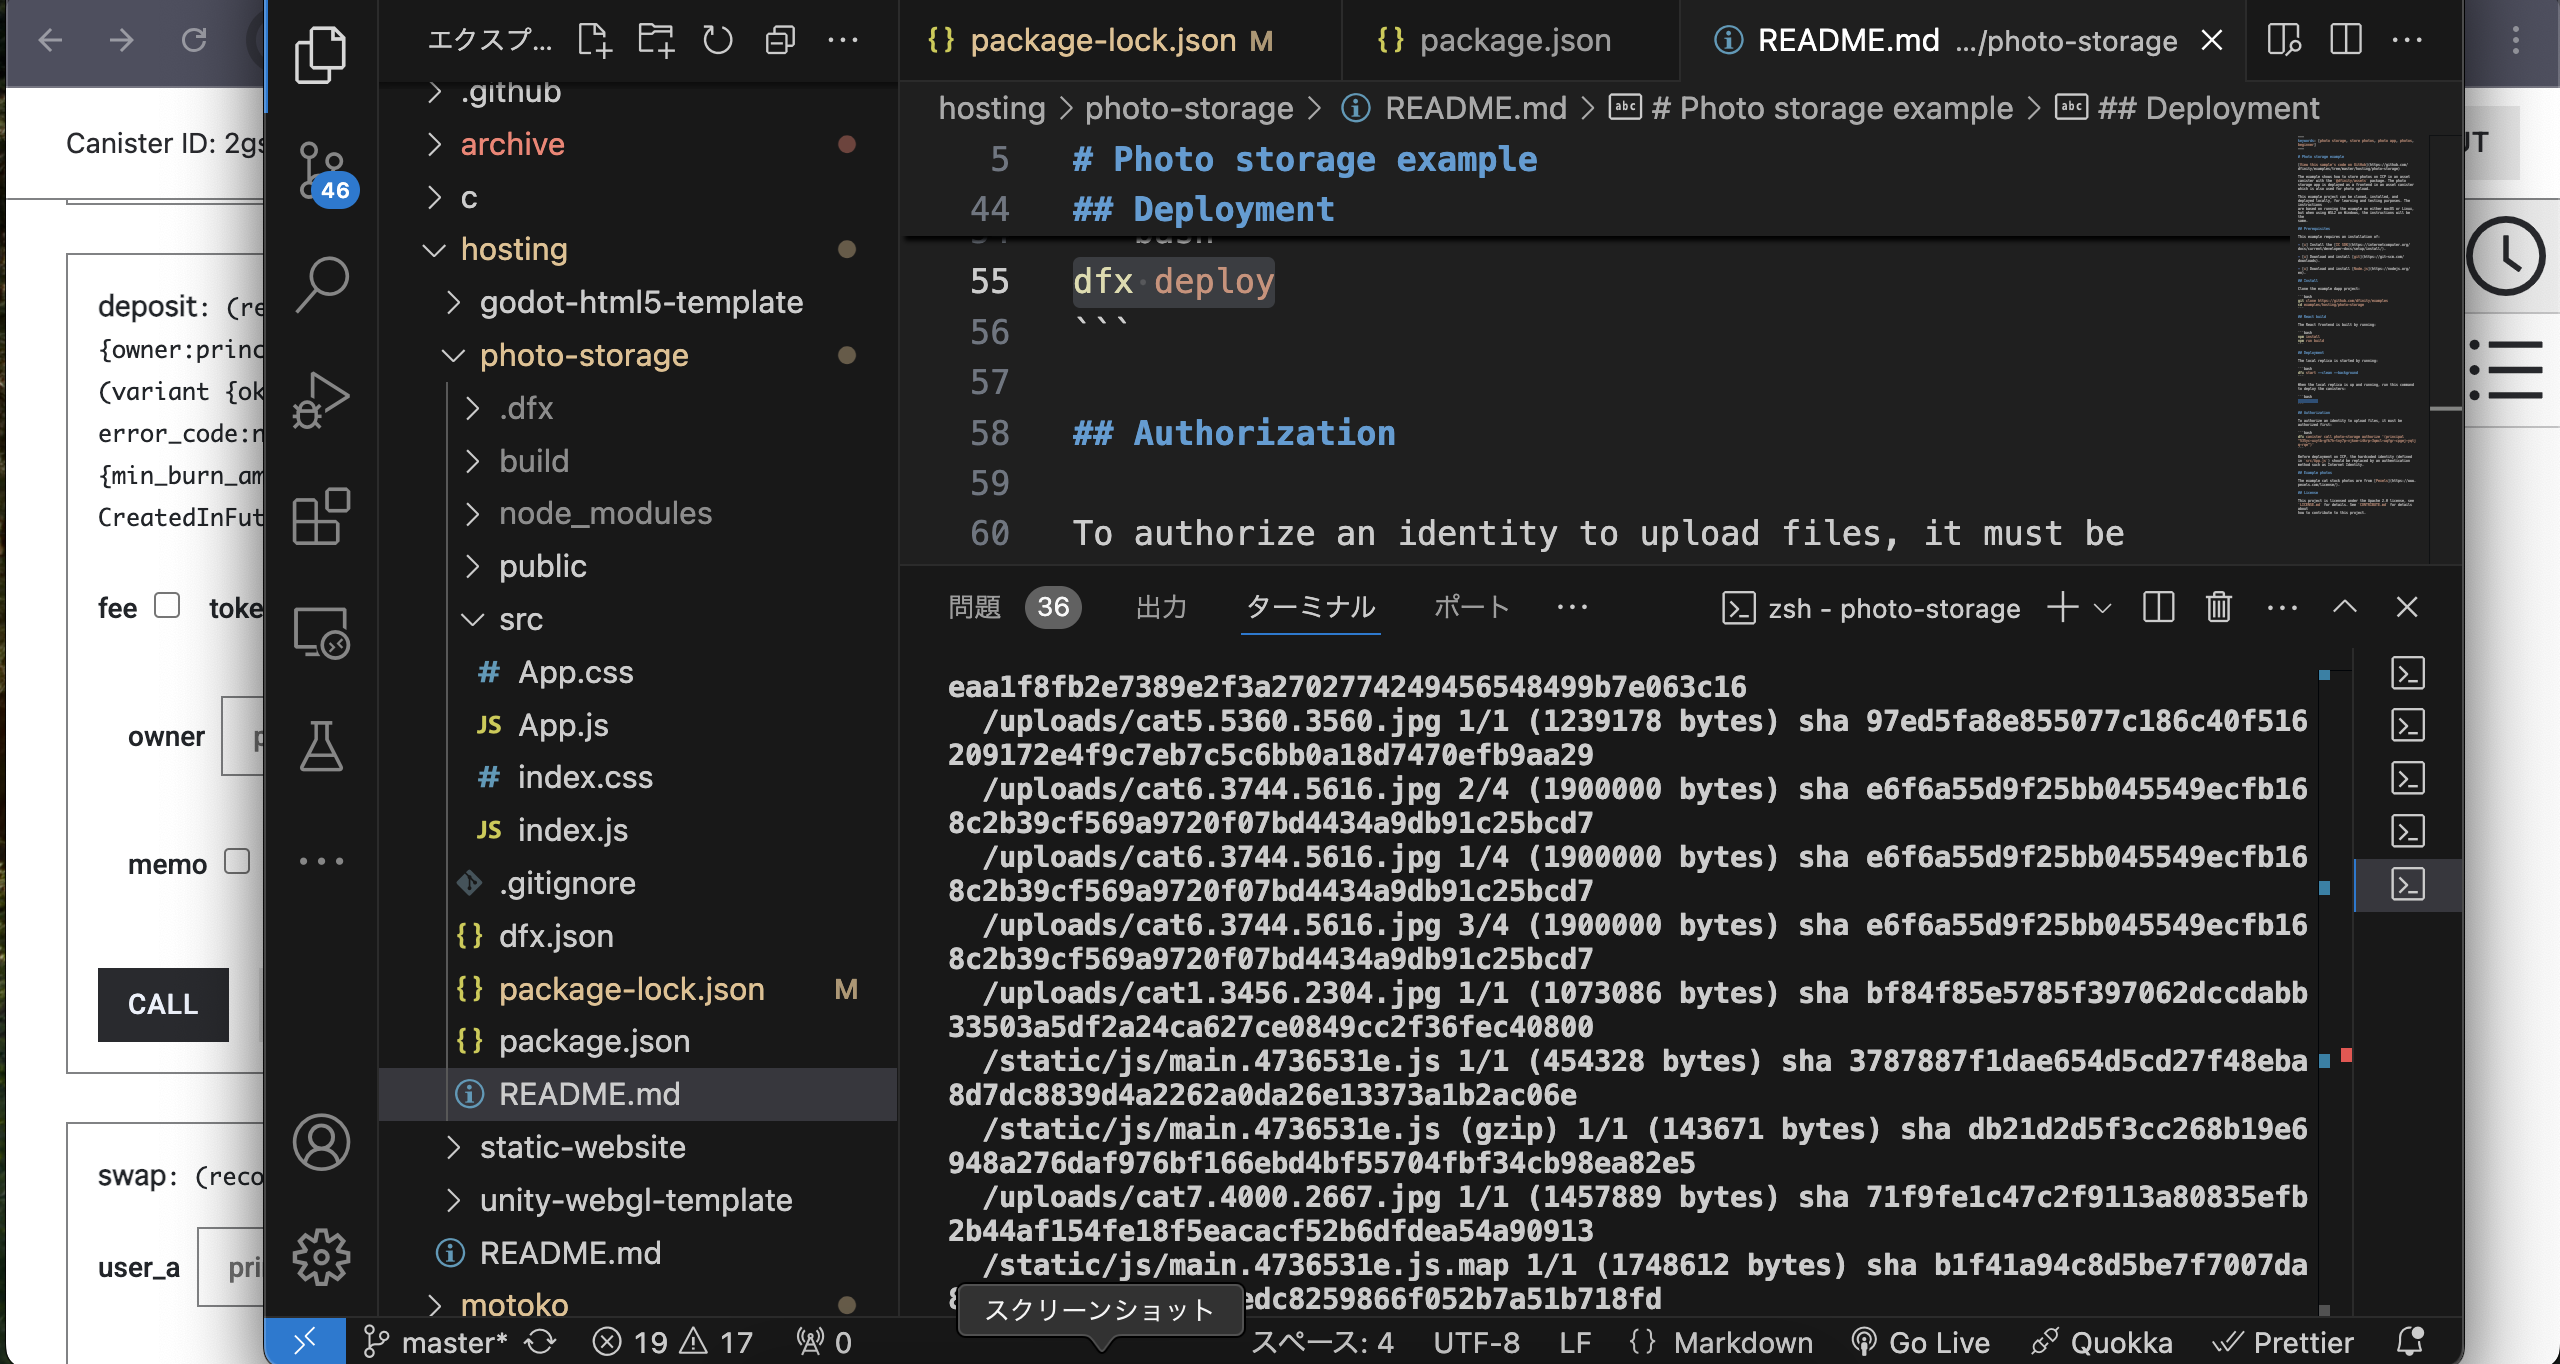 Canister ID: 2gs
deposit: (re
{owner:princ
(variant {ok
error_code:n
{min_burn_am
CreatedInFut
fee
toke
owner
memo
CALL
swap: (reco
user_a
pri
46
エクスプ...
.github
archive
c
hosting
godot-html5-template
photo-storage
.dfx
build
node_modules
public
src
# App.css
JS App.js
# index.css
JS index.js
.gitignore
{} dfx.json
{} package-lock.json M
{} package.json
README.md
static-website
unity-webgl-template
README.md
motoko
{} package-lock.json M
{} package.json
README.md .../photo-storage
hosting > photo-storage > README.md > # Photo storage example > ## Deployment
5 # Photo storage example
44 ## Deployment
55 dfx deploy
56 ```
57
58 ## Authorization
59
60 To authorize an identity to upload files, it must be
問題 36 出力 ターミナル ポート ...
zsh - photo-storage
eaa1f8fb2e7389e2f3a2702774249456548499b7e063c16
/uploads/cat5.5360.3560.jpg 1/1 (1239178 bytes) sha 97ed5fa8e855077c186c40f516
209172e4f9c7eb7c5c6bb0a18d7470efb9aa29
/uploads/cat6.3744.5616.jpg 2/4 (1900000 bytes) sha e6f6a55d9f25bb045549ecfb16
8c2b39cf569a9720f07bd4434a9db91c25bcd7
/uploads/cat6.3744.5616.jpg 1/4 (1900000 bytes) sha e6f6a55d9f25bb045549ecfb16
8c2b39cf569a9720f07bd4434a9db91c25bcd7
/uploads/cat6.3744.5616.jpg 3/4 (1900000 bytes) sha e6f6a55d9f25bb045549ecfb16
8c2b39cf569a9720f07bd4434a9db91c25bcd7
/uploads/cat1.3456.2304.jpg 1/1 (1073086 bytes) sha bf84f85e5785f397062dccdabb
33503a5df2a24ca627ce0849cc2f36fec40800
/static/js/main.4736531e.js 1/1 (454328 bytes) sha 3787887f1dae654d5cd27f48eba
8d7dc8839d4a2262a0da26e13373a1b2ac06e
/static/js/main.4736531e.js (gzip) 1/1 (143671 bytes) sha db21d2d5f3cc268b19e6
948a276daf976bf166ebd4bf55704fbf34cb98ea82e5
/uploads/cat7.4000.2667.jpg 1/1 (1457889 bytes) sha 71f9fe1c47c2f9113a80835efb
2b44af154fe18f5eacacf52b6dfdea54a90913
/static/js/main.4736531e.js.map 1/1 (1748612 bytes) sha b1f41a94c8d5be7f7007da
edc8259866f052b7a51b718fd
スクリーンショット
master* 19 17 0 スペース: 4 UTF-8 LF {} Markdown Go Live Quokka Prettier